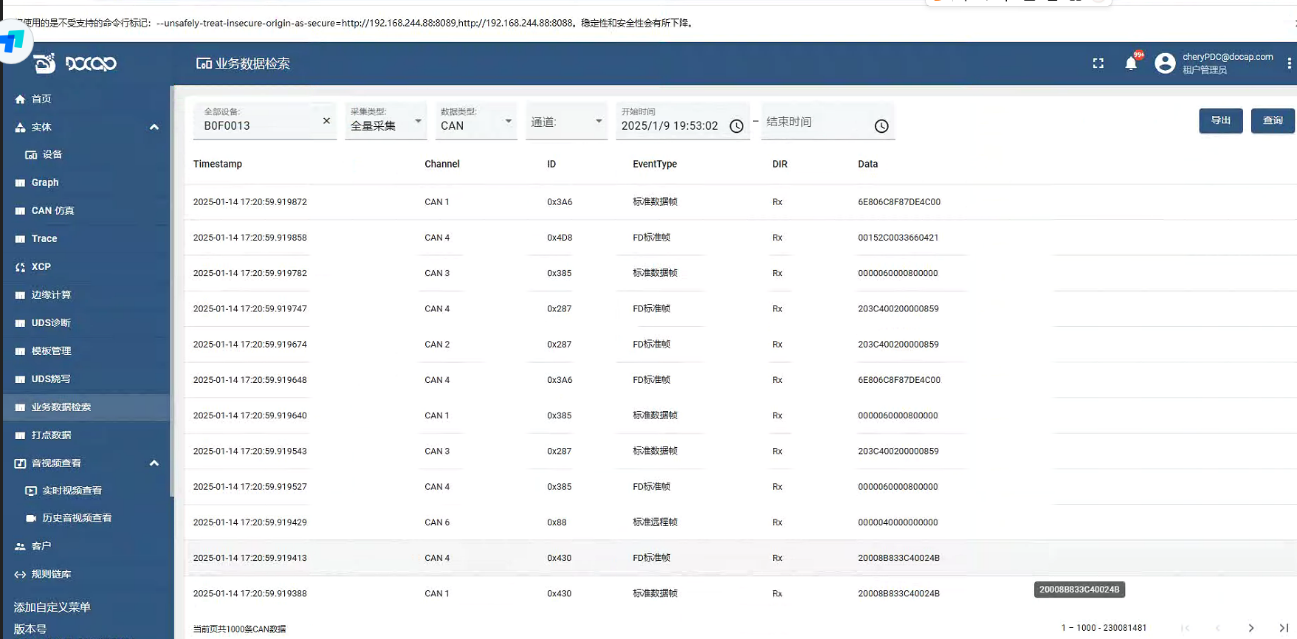 使用的是不受支持的命令行标记：--unsafely-treat-insecure-origin-as-secure=http://192.168.244.88:8089,http://192.168.244.88:8088。稳定性和安全性会有所下降。
DOCAP
业务数据检索
99+
cheryPDC@docap.com
租户管理员
首页
实体
设备
Graph
CAN 仿真
Trace
XCP
边缘计算
UDS诊断
模板管理
UDS烧写
业务数据检索
打点数据
音视频查看
实时视频查看
历史音视频查看
客户
规则链库
添加自定义菜单
版本号
全部设备:
B0F0013
采集类型:
全量采集
数据类型:
CAN
通道:
开始时间
2025/1/9 19:53:02
–
结束时间
导出
查询
Timestamp Channel ID EventType DIR Data
2025-01-14 17:20:59.919872 CAN 1 0x3A6 标准数据帧 Rx 6E806C8F87DE4C00
2025-01-14 17:20:59.919858 CAN 4 0x4D8 FD标准帧 Rx 00152C0033660421
2025-01-14 17:20:59.919782 CAN 3 0x385 标准数据帧 Rx 0000060000800000
2025-01-14 17:20:59.919747 CAN 4 0x287 FD标准帧 Rx 203C400200000859
2025-01-14 17:20:59.919674 CAN 2 0x287 FD标准帧 Rx 203C400200000859
2025-01-14 17:20:59.919648 CAN 4 0x3A6 FD标准帧 Rx 6E806C8F87DE4C00
2025-01-14 17:20:59.919640 CAN 1 0x385 标准数据帧 Rx 0000060000800000
2025-01-14 17:20:59.919543 CAN 3 0x287 标准数据帧 Rx 203C400200000859
2025-01-14 17:20:59.919527 CAN 4 0x385 FD标准帧 Rx 0000060000800000
2025-01-14 17:20:59.919429 CAN 6 0x88 标准远程帧 Rx 0000040000000000
2025-01-14 17:20:59.919413 CAN 4 0x430 FD标准帧 Rx 20008B833C40024B
2025-01-14 17:20:59.919388 CAN 1 0x430 标准数据帧 Rx 20008B833C40024B
20008B833C40024B
当前页共1000条CAN数据
1 – 1000 - 230081481